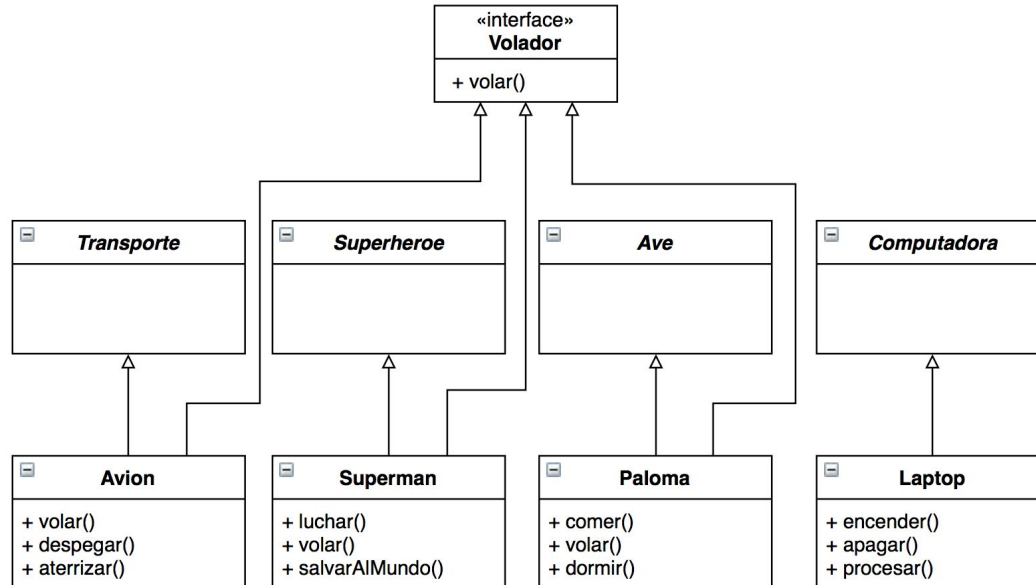 «interface»
Volador
+ volar()
Transporte
Superheroe
Ave
Computadora
Avion
+ volar()
+ despegar()
+ aterrizar()
Superman
+ luchar()
+ volar()
+ salvarAlMundo()
Paloma
+ comer()
+ volar()
+ dormir()
Laptop
+ encender()
+ apagar()
+ procesar()